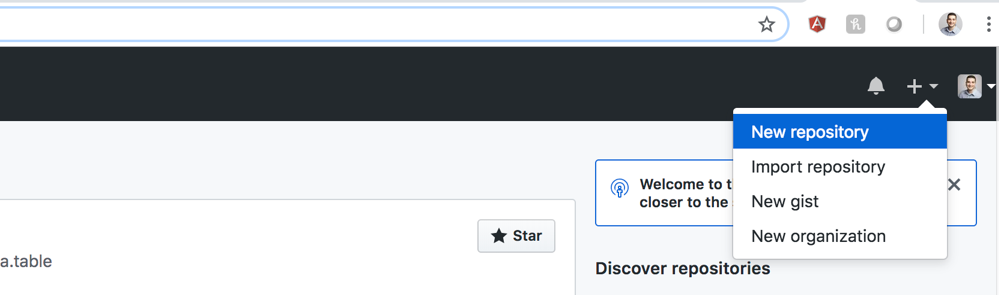 New repository
Import repository
New gist
New organization
Welcome to t
closer to the
Star
a.table
Discover repositories